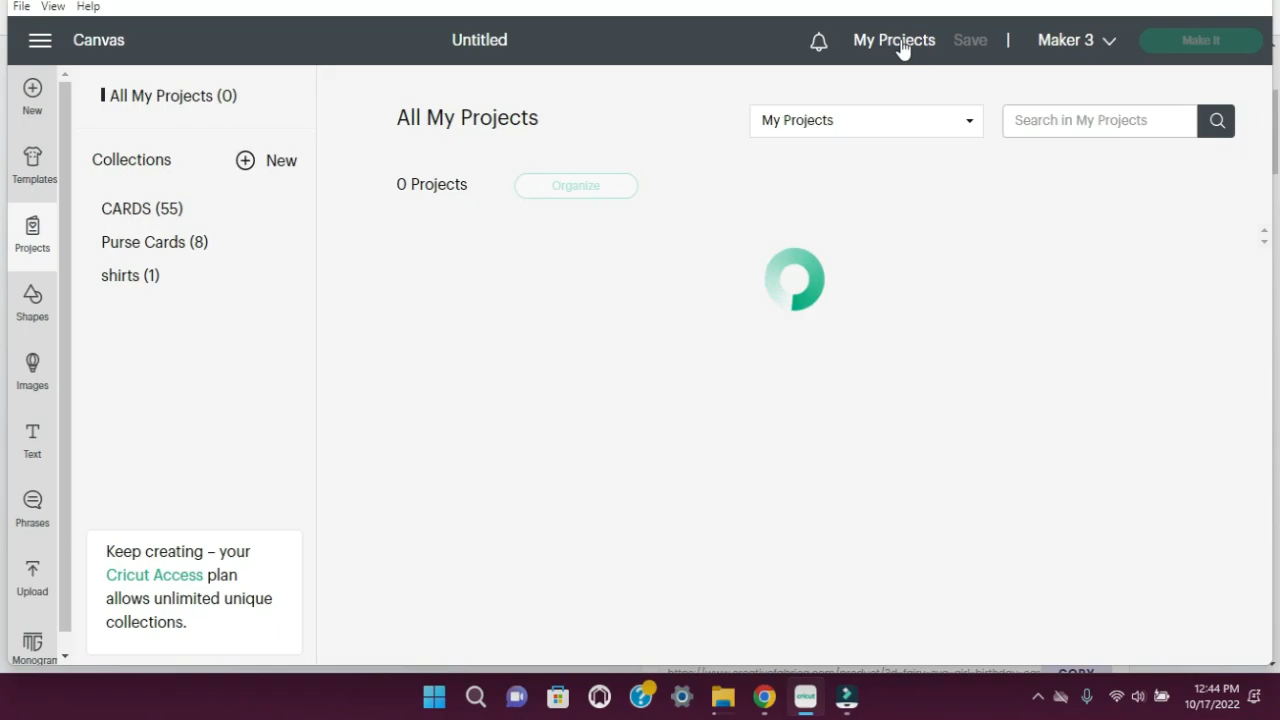 File View Help
Canvas
Untitled
My Projects
Save
|
Maker 3
Make It
New
Templates
Projects
Shapes
Images
Text
Phrases
Upload
Monogram
All My Projects (0)
Collections
New
CARDS (55)
Purse Cards (8)
shirts (1)
Keep creating – your
Cricut Access plan
allows unlimited unique
collections.
All My Projects
My Projects
Search in My Projects
0 Projects
Organize
COPY
cricut
12:44 PM
10/17/2022